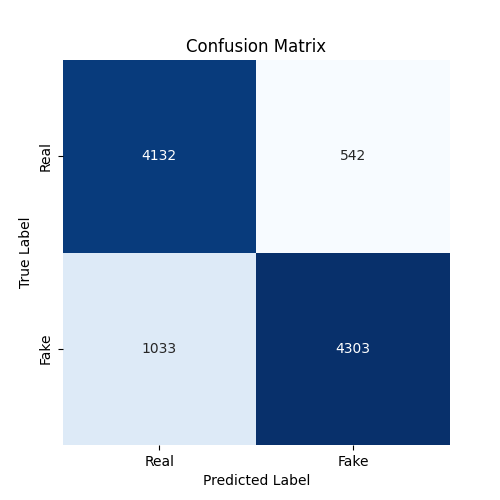 Confusion Matrix
Real
4132
542
True Label
Fake
1033
4303
Real
Fake
Predicted Label